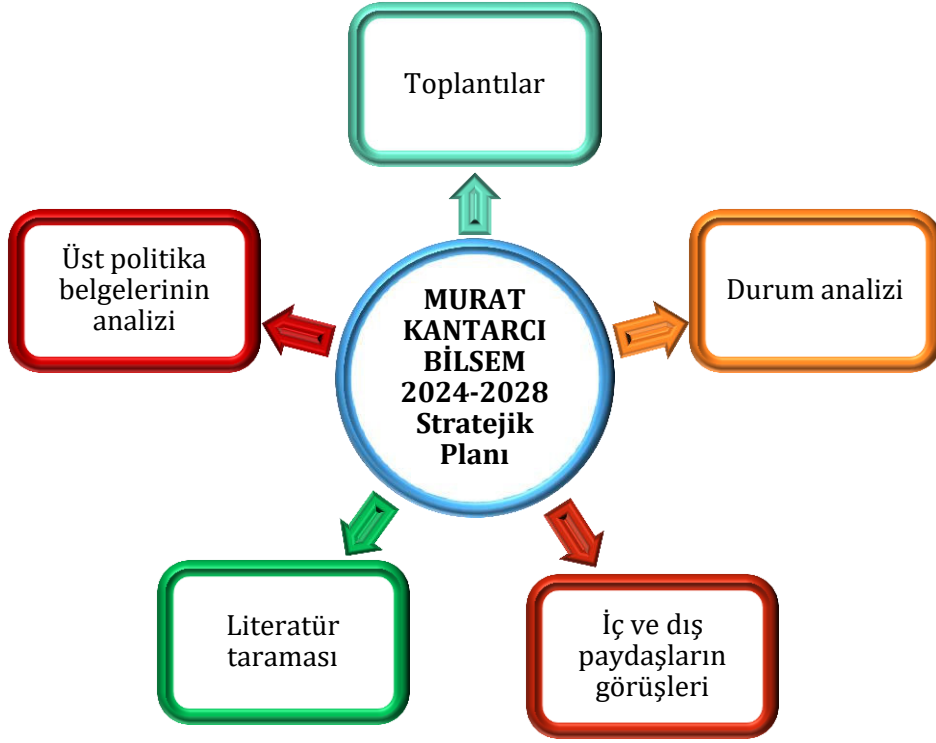 Toplantılar
Üst politika
belgelerinin
analizi
MURAT
KANTARCI
BİLSEM
2024-2028
Stratejik
Planı
Durum analizi
Literatür
taraması
İç ve dış
paydaşların
görüşleri